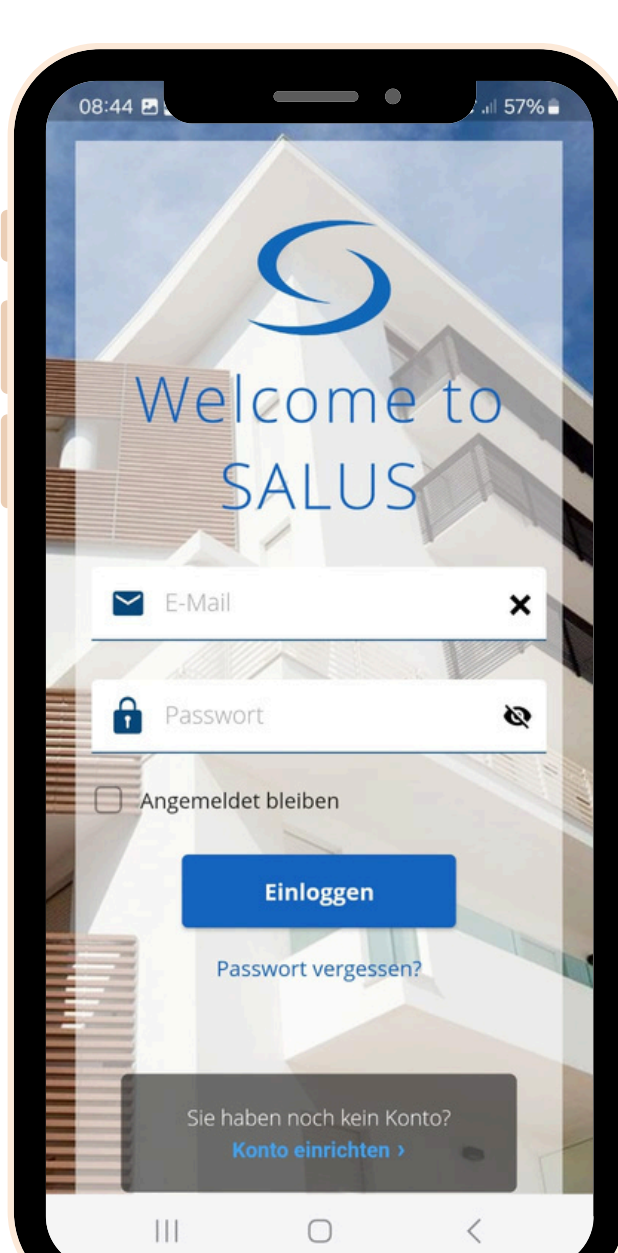 08:44
57%
Welcome to
SALUS
E-Mail
Passwort
Angemeldet bleiben
Einloggen
Passwort vergessen?
Sie haben noch kein Konto?
Konto einrichten ›